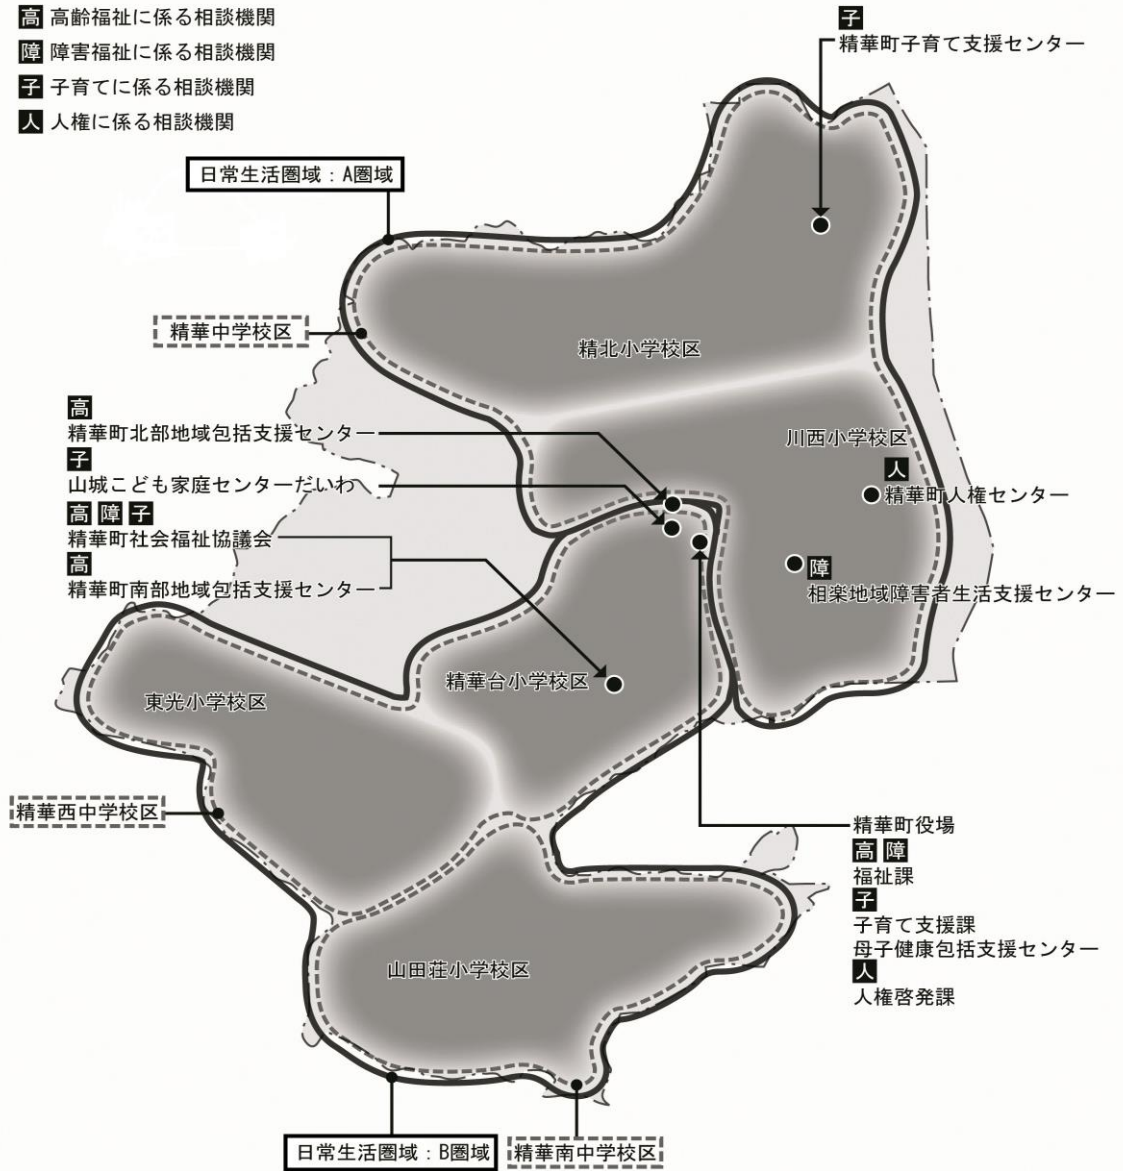 高 高齢福祉に係る相談機関
障 障害福祉に係る相談機関
子 子育てに係る相談機関
人 人権に係る相談機関
子
精華町子育て支援センター
日常生活圏域：A圏域
精華中学校区
精北小学校区
高
精華町北部地域包括支援センター
子
山城こども家庭センターだいわ
高 障 子
精華町社会福祉協議会
高
精華町南部地域包括支援センター
川西小学校区
人
精華町人権センター
障
相楽地域障害者生活支援センター
精華台小学校区
東光小学校区
精華西中学校区
精華町役場
高 障
福祉課
子
子育て支援課
母子健康包括支援センター
人
人権啓発課
山田荘小学校区
日常生活圏域：B圏域
精華南中学校区